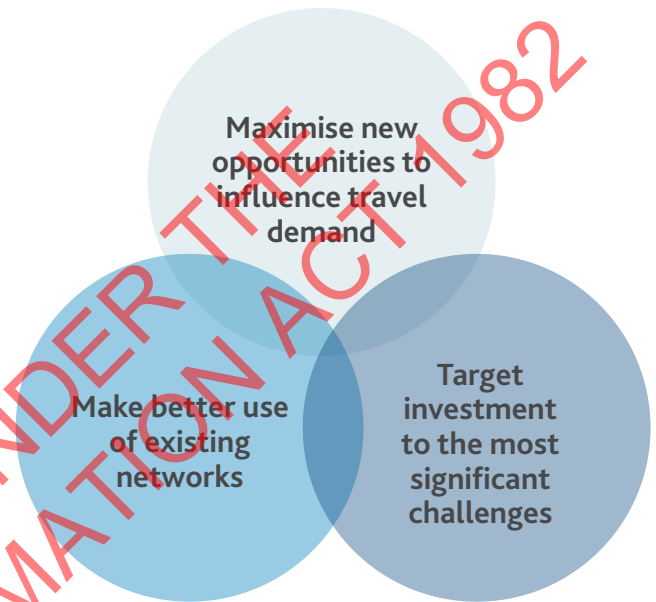 Maximise new
opportunities to
influence travel
demand
Make better use
of existing
networks
Target
investment
to the most
significant
challenges
NDER THE
MATION ACT 1982